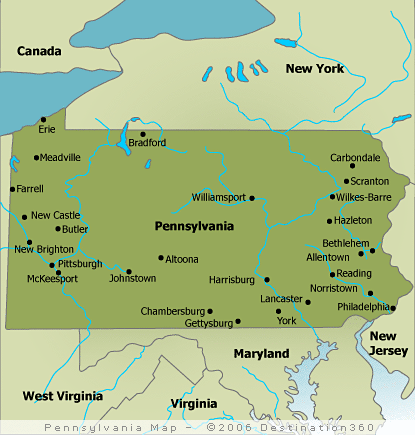 Canada
New York
Erie
Bradford
Meadville
Carbondale
Scranton
Farrell
Wilkes-Barre
Williamsport
New Castle
Hazleton
Butler
Pennsylvania
New Brighton
Bethlehem
Allentown
Altoona
Pittsburgh
McKeesport
Johnstown
Reading
Harrisburg
Norristown
Lancaster
Philadelphia
Chambersburg
York
Gettysburg
New
Jersey
Maryland
West Virginia
Virginia
Pennsylvania Map - ©2006 Destination360